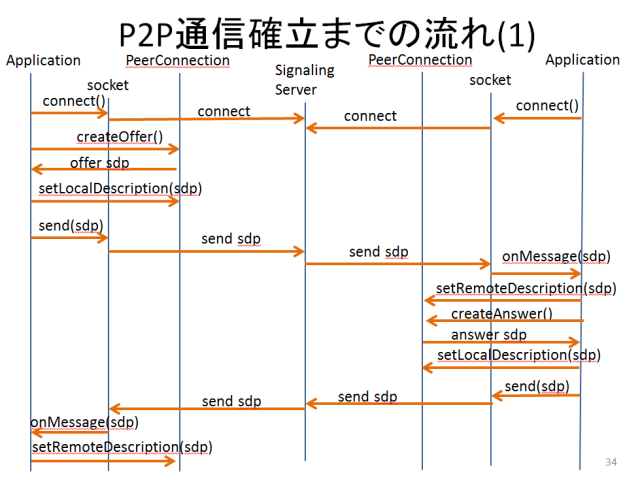 P2P通信確立までの流れ(1)
Application
PeerConnection
PeerConnection
Application
socket
Signaling
Server
socket
connect()
connect
connect
connect()
createOffer()
offer sdp
setLocalDescription(sdp)
send(sdp)
send sdp
send sdp
onMessage(sdp)
setRemoteDescription(sdp)
createAnswer()
answer sdp
setLocalDescription(sdp)
send(sdp)
send sdp
send sdp
onMessage(sdp)
setRemoteDescription(sdp)
34